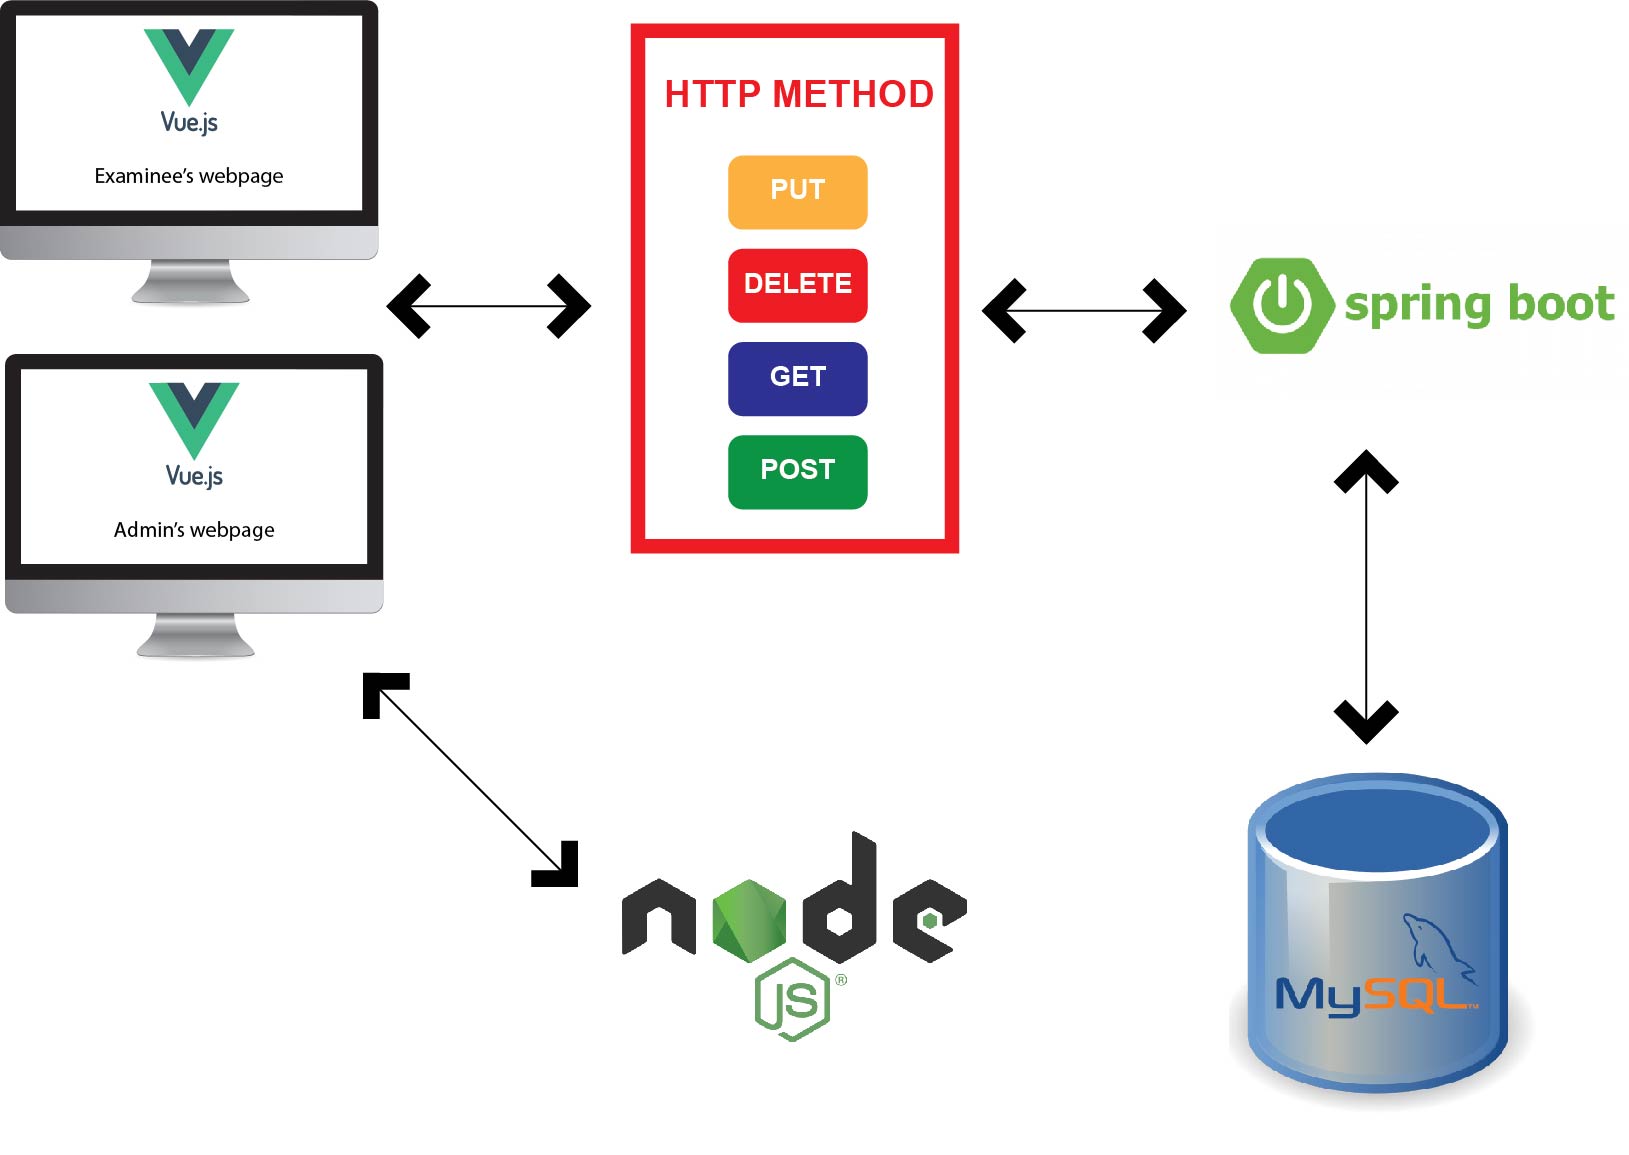 Vue.js
Examinee's webpage
Vue.js
Admin's webpage
HTTP METHOD
PUT
DELETE
GET
POST
spring boot
node
JS®
MySQL™